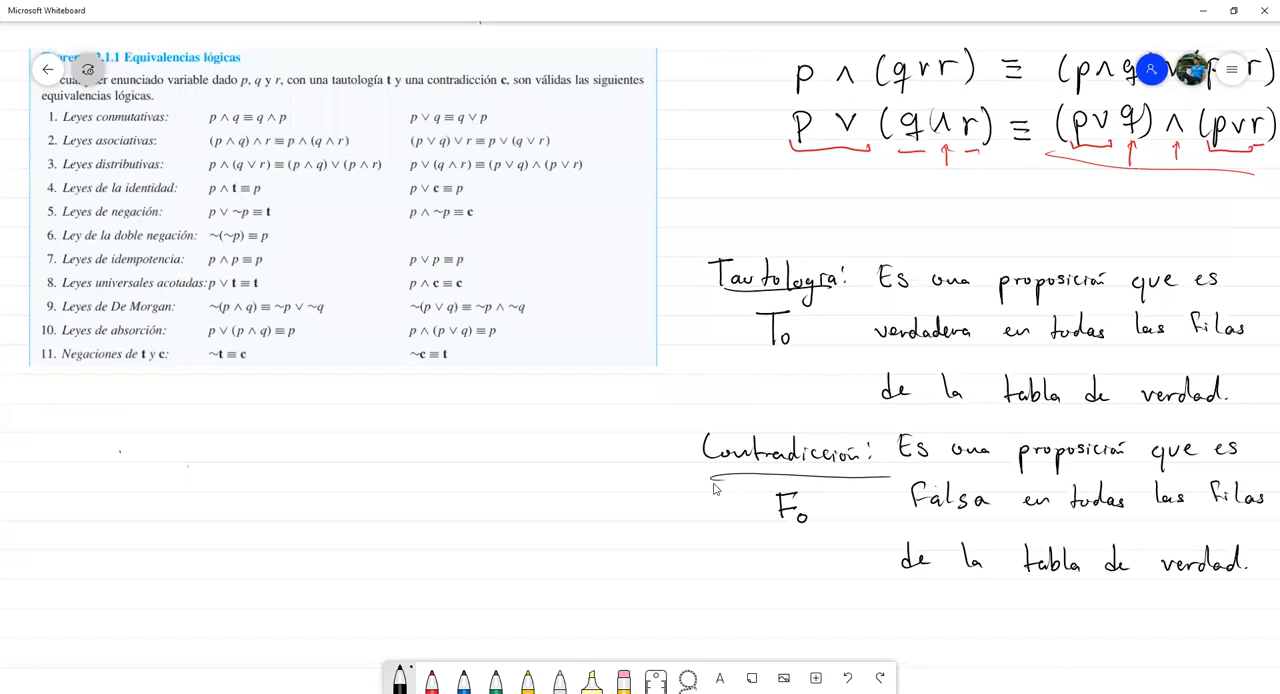 Microsoft Whiteboard
2.1.1 Equivalencias lógicas
enunciado variable dado p, q y r, con una tautología t y una contradicción c, son válidas las siguientes
equivalencias lógicas.
1. Leyes conmutativas: p ∧ q ≡ q ∧ p p ∨ q ≡ q ∨ p
2. Leyes asociativas: (p ∧ q) ∧ r ≡ p ∧ (q ∧ r) (p ∨ q) ∨ r ≡ p ∨ (q ∨ r)
3. Leyes distributivas: p ∧ (q ∨ r) ≡ (p ∧ q) ∨ (p ∧ r) p ∨ (q ∧ r) ≡ (p ∨ q) ∧ (p ∨ r)
4. Leyes de la identidad: p ∧ t ≡ p p ∨ c ≡ p
5. Leyes de negación: p ∨ ~p ≡ t p ∧ ~p ≡ c
6. Ley de la doble negación: ~(~p) ≡ p
7. Leyes de idempotencia: p ∧ p ≡ p p ∨ p ≡ p
8. Leyes universales acotadas: p ∨ t ≡ t p ∧ c ≡ c
9. Leyes de De Morgan: ~(p ∧ q) ≡ ~p ∨ ~q ~(p ∨ q) ≡ ~p ∧ ~q
10. Leyes de absorción: p ∨ (p ∧ q) ≡ p p ∧ (p ∨ q) ≡ p
11. Negaciones de t y c: ~t ≡ c ~c ≡ t
p ∧ (q ∨ r) ≡ (p ∧ q r)
p ∨ (q ∧ r) ≡ (p ∨ q) ∧ (p ∨ r)
Tautología: Es una proposición que es
T₀ verdadera en todas las filas
de la tabla de verdad.
Contradicción: Es una proposición que es
F₀ falsa en todas las filas
de la tabla de verdad.
A